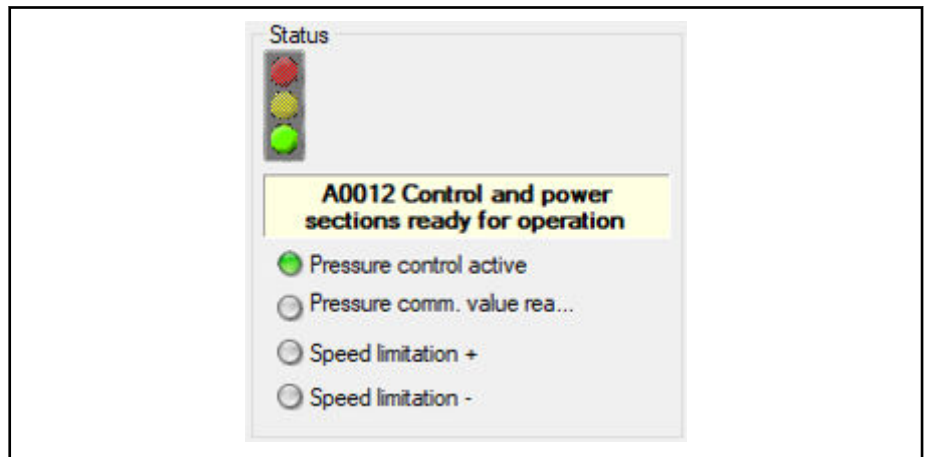 Status
A0012 Control and power
sections ready for operation
Pressure control active
Pressure comm. value rea...
Speed limitation +
Speed limitation -